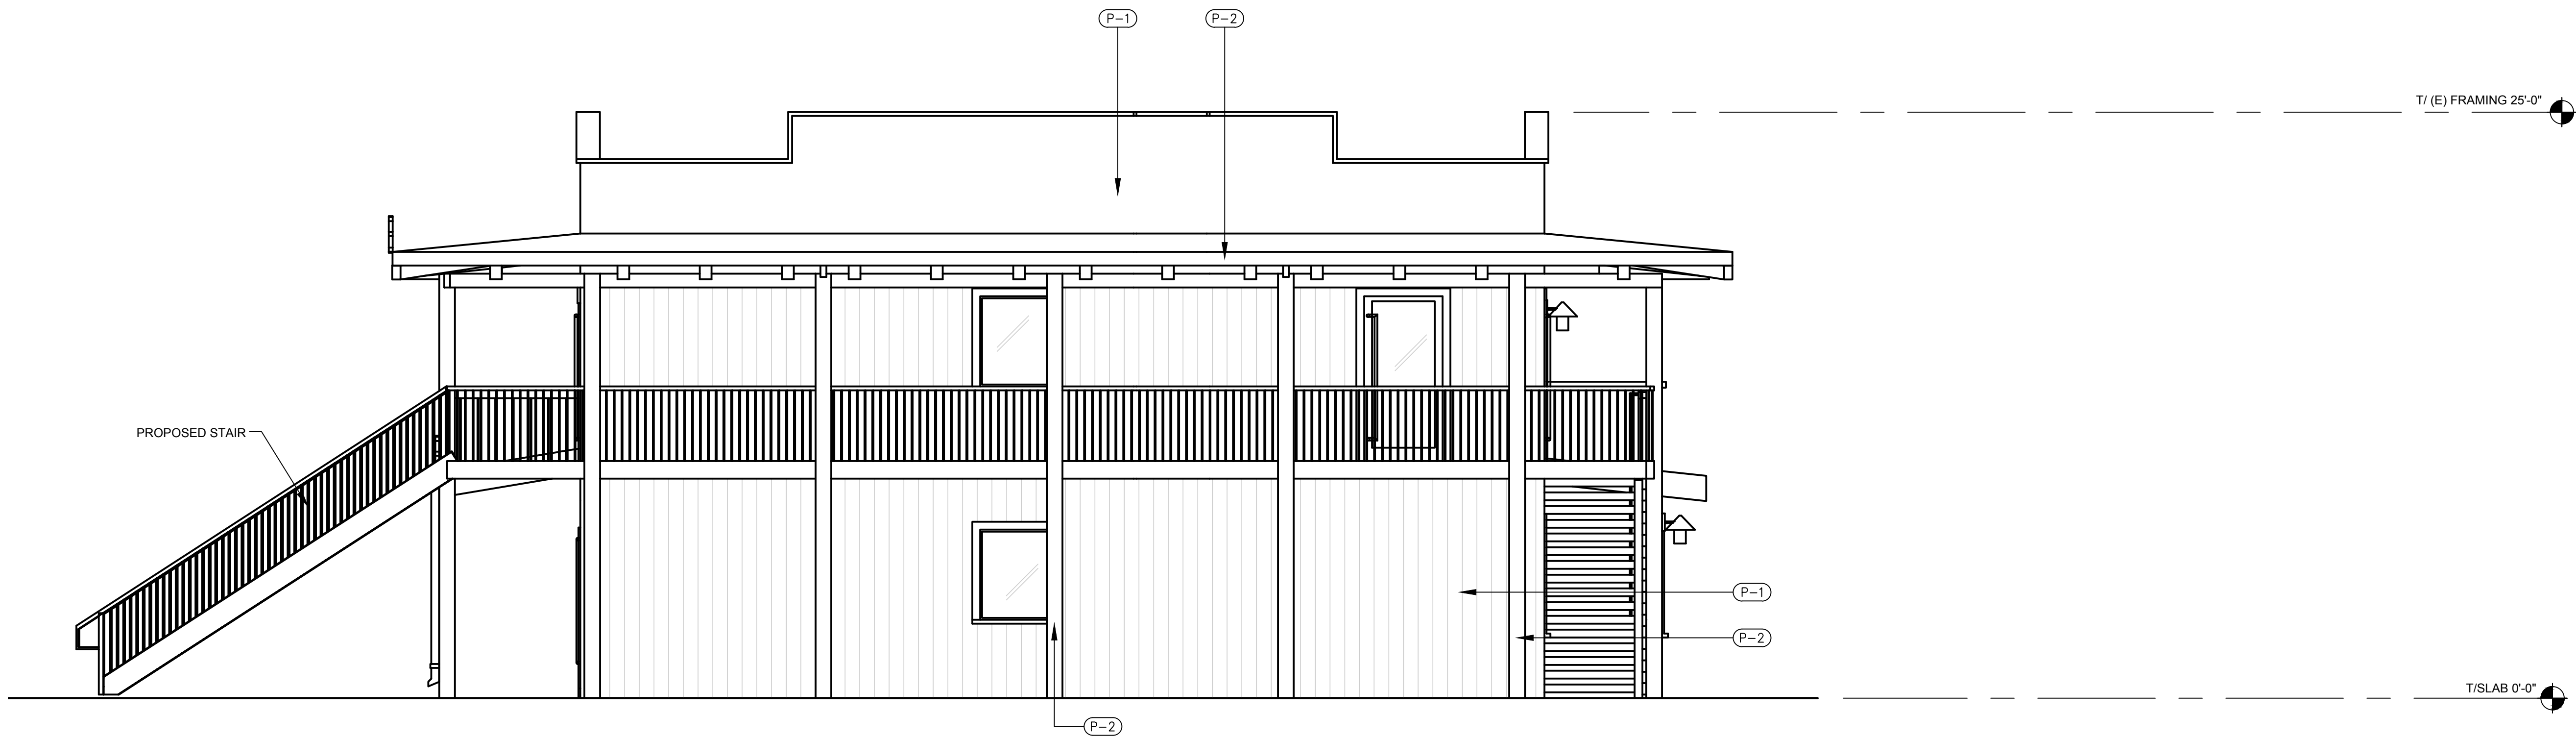 P-1
P-2
T/ (E) FRAMING 25'-0"
PROPOSED STAIR
P-1
P-2
T/SLAB 0'-0"
P-2